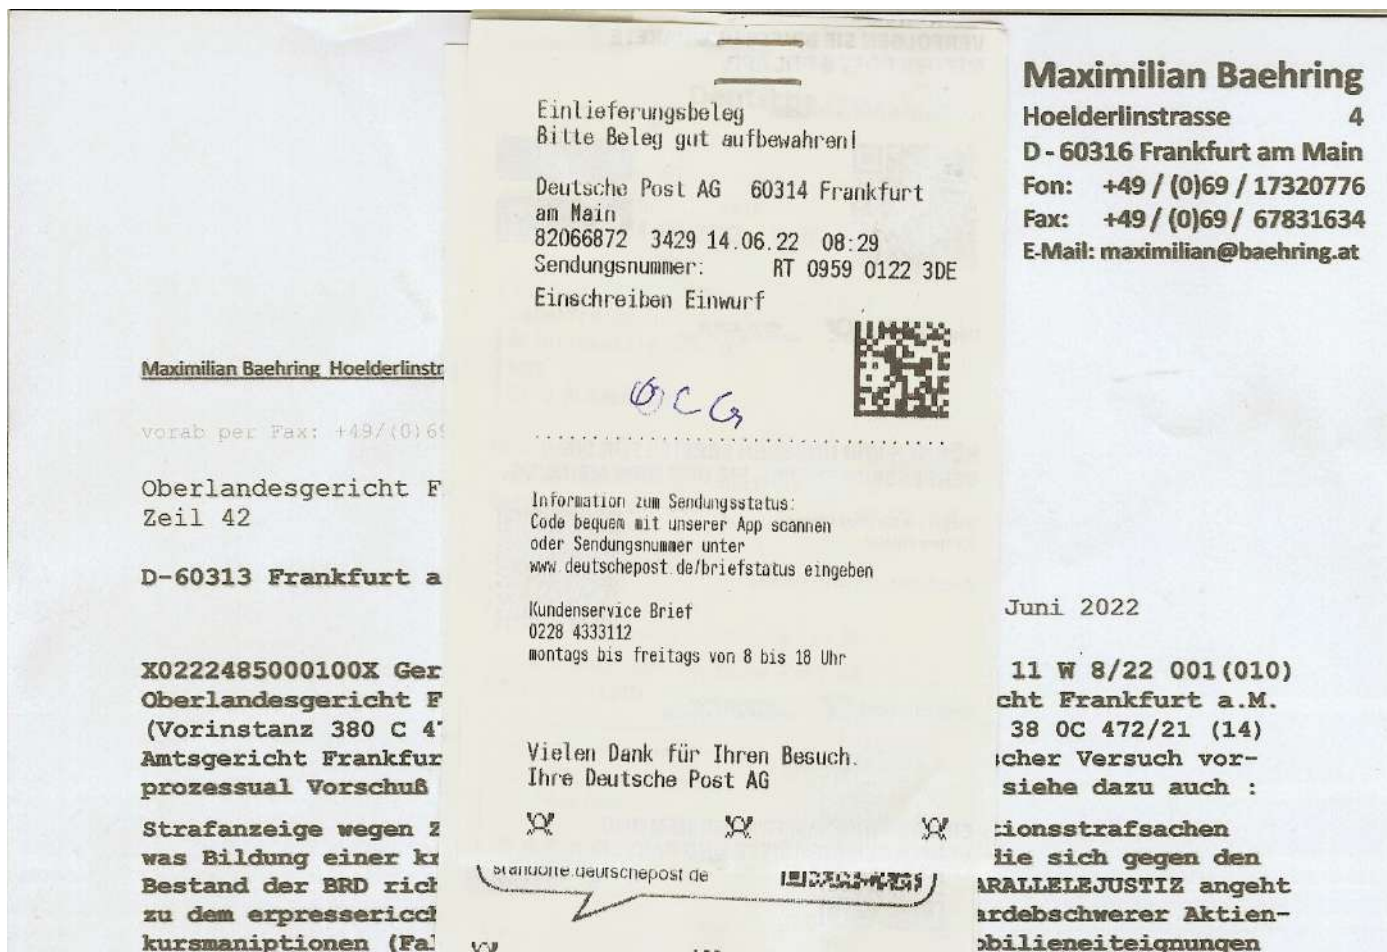 Maximilian Baehring
Hoelderlinstrasse 4
D - 60316 Frankfurt am Main
Fon: +49 / (0)69 / 17320776
Fax: +49 / (0)69 / 67831634
E-Mail: maximilian@baehring.at
Einlieferungsbeleg
Bitte Beleg gut aufbewahren!
Deutsche Post AG 60314 Frankfurt
am Main
82066872 3429 14.06.22 08:29
Sendungsnummer: RT 0959 0122 3DE
Einschreiben Einwurf
OCG
Information zum Sendungsstatus:
Code bequem mit unserer App scannen
oder Sendungsnummer unter
www.deutschepost.de/briefstatus eingeben
Kundenservice Brief
0228 4333112
montags bis freitags von 8 bis 18 Uhr
Vielen Dank für Ihren Besuch.
Ihre Deutsche Post AG
standorte.deutschepost.de
Maximilian Baehring Hoelderlinstr
vorab per Fax: +49/(0)69
Oberlandesgericht F
Zeil 42
D-60313 Frankfurt a
Juni 2022
X0222485000100X Ger 11 W 8/22 001(010)
Oberlandesgericht F cht Frankfurt a.M.
(Vorinstanz 380 C 47 38 0C 472/21 (14)
Amtsgericht Frankfur scher Versuch vor-
prozessual Vorschuß siehe dazu auch :
Strafanzeige wegen Z tionsstrafsachen
was Bildung einer kr die sich gegen den
Bestand der BRD rich ARALLELEJUSTIZ angeht
zu dem erpressericch ardebschwerer Aktien-
kursmaniptionen (Fal obilieneiteignungen